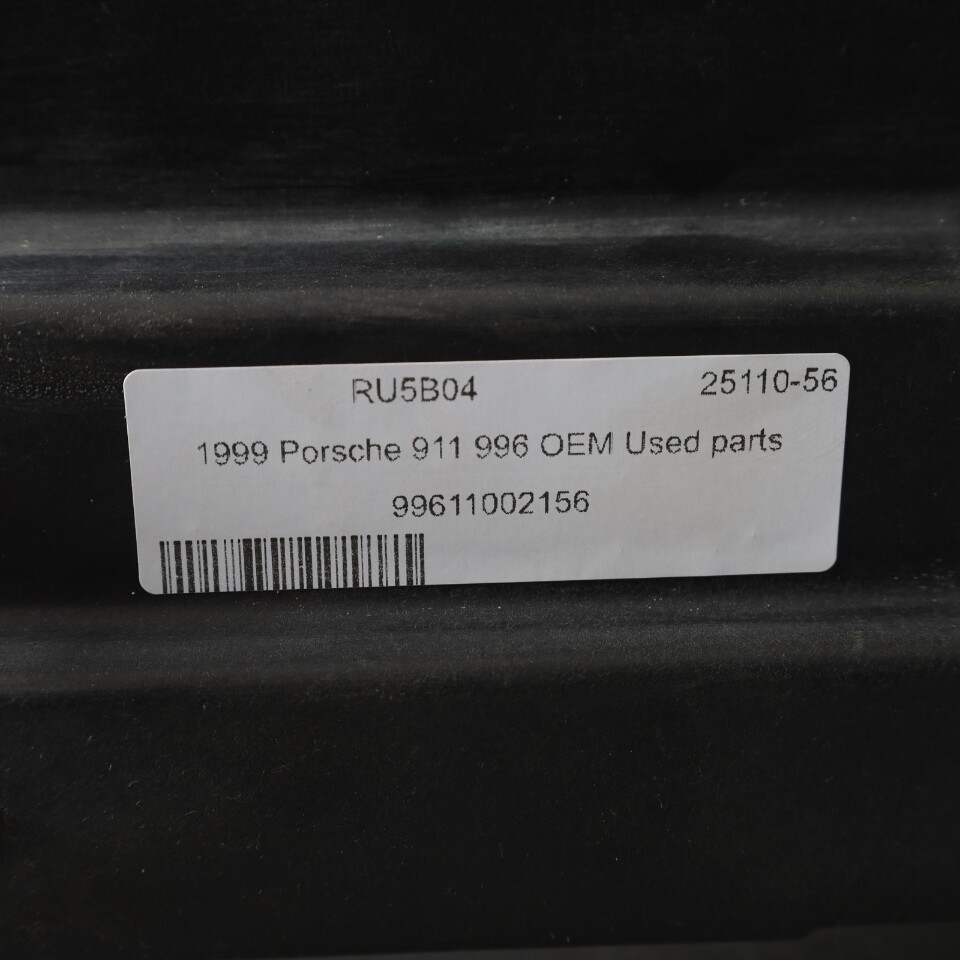 RU5B04 25110-56
1999 Porsche 911 996 OEM Used parts
99611002156